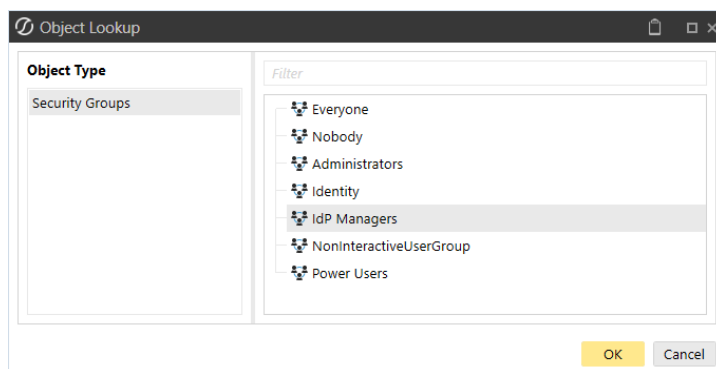 Object Lookup
Object Type
Security Groups
Filter
Everyone
Nobody
Administrators
Identity
IdP Managers
NonInteractiveUserGroup
Power Users
OK
Cancel